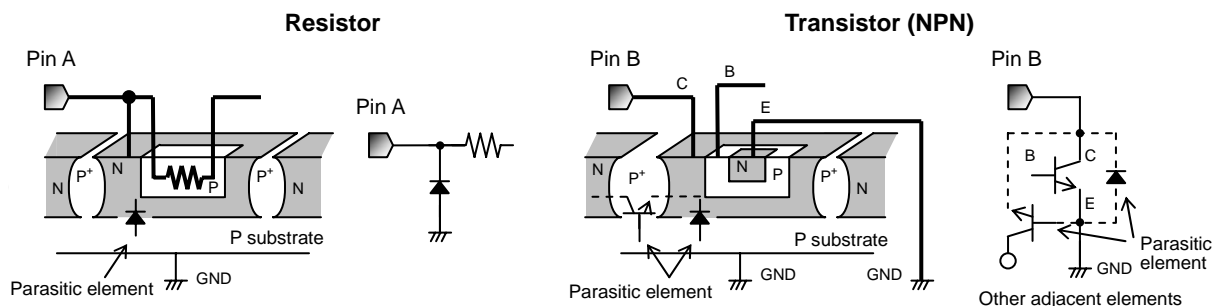 Resistor
Transistor (NPN)
Pin A
Pin A
N
P+
N
P
P+
N
P substrate
Parasitic element
GND
Pin B
C
B
E
N
P+
N
N
P
P+
N
P substrate
Parasitic element
GND
GND
Pin B
B
C
E
Parasitic
element
GND
Other adjacent elements